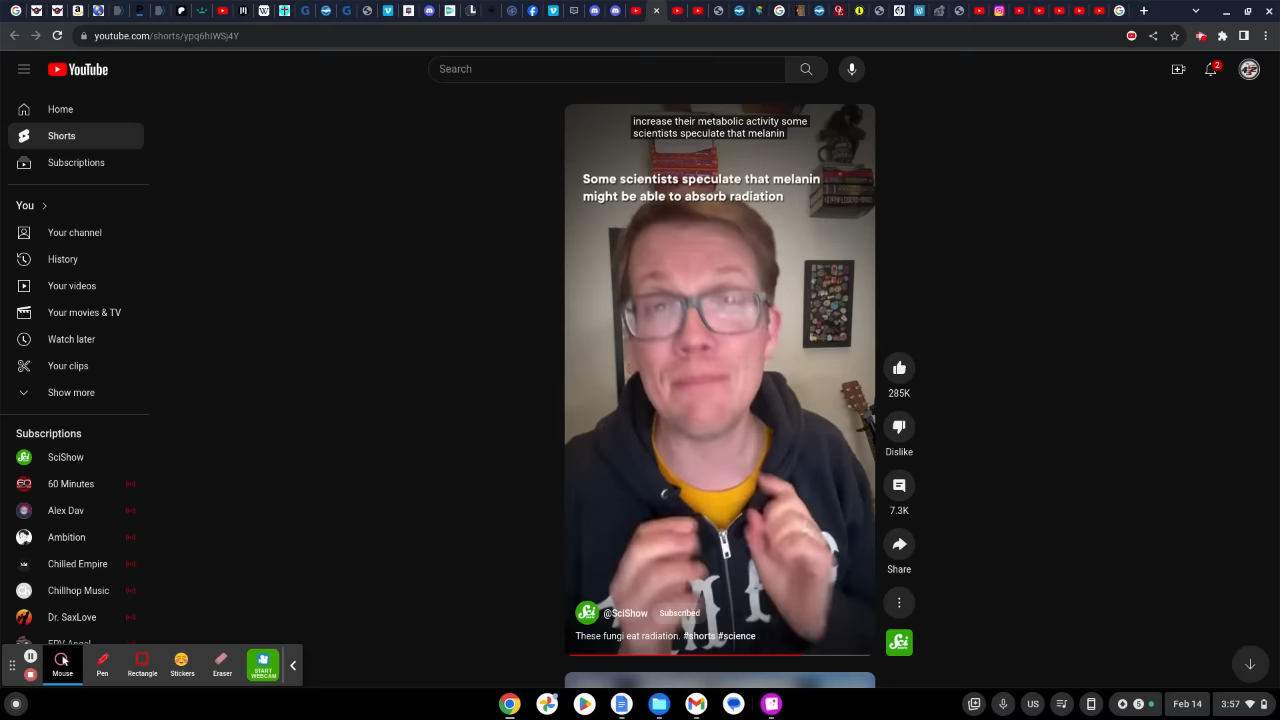 youtube.com/shorts/ypq6hIWSj4Y
YouTube
Search
2
Home
Shorts
Subscriptions
You
Your channel
History
Your videos
Your movies & TV
Watch later
Your clips
Show more
Subscriptions
SciShow
60 Minutes
Alex Dav
Ambition
Chilled Empire
Chillhop Music
Dr. SaxLove
increase their metabolic activity some
scientists speculate that melanin
Some scientists speculate that melanin
might be able to absorb radiation
@SciShow
Subscribed
These fungi eat radiation. #shorts #science
285K
Dislike
7.3K
Share
Mouse
Pen
Rectangle
Stickers
Eraser
START
WEBCAM
US
5
Feb 14
3:57